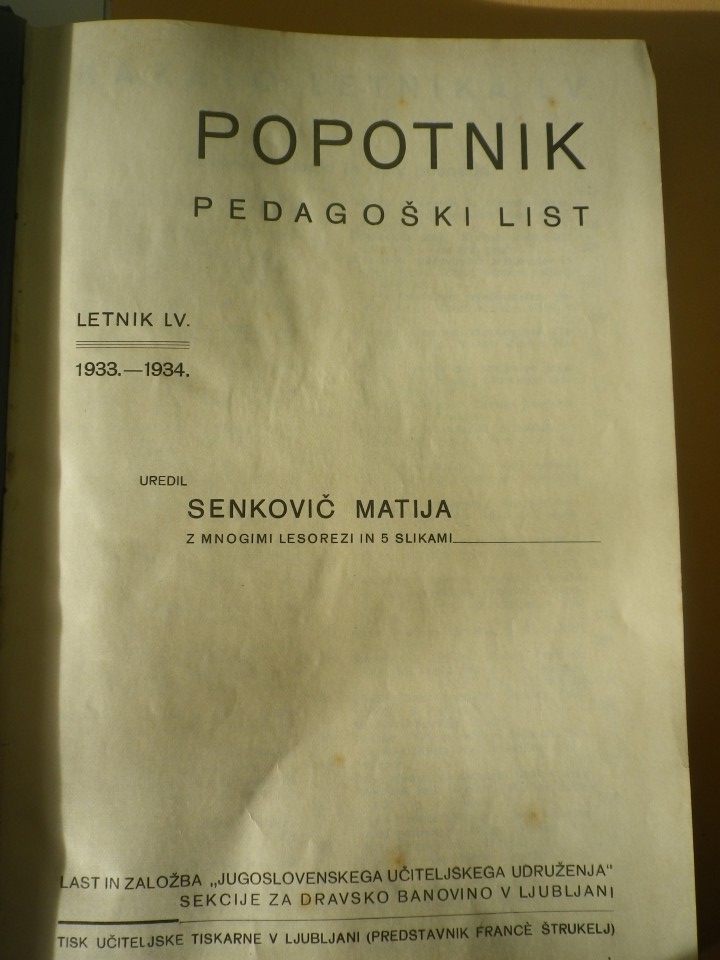 POPOTNIK
PEDAGOŠKI LIST
LETNIK LV.
1933.—1934.
UREDIL
SENKOVIČ MATIJA
Z MNOGIMI LESOREZI IN 5 SLIKAMI
LAST IN ZALOŽBA „JUGOSLOVENSKEGA UČITELJSKEGA UDRUŽENJA“
SEKCIJE ZA DRAVSKO BANOVINO V LJUBLJANI
TISK UČITELJSKE TISKARNE V LJUBLJANI (PREDSTAVNIK FRANCÈ ŠTRUKELJ)